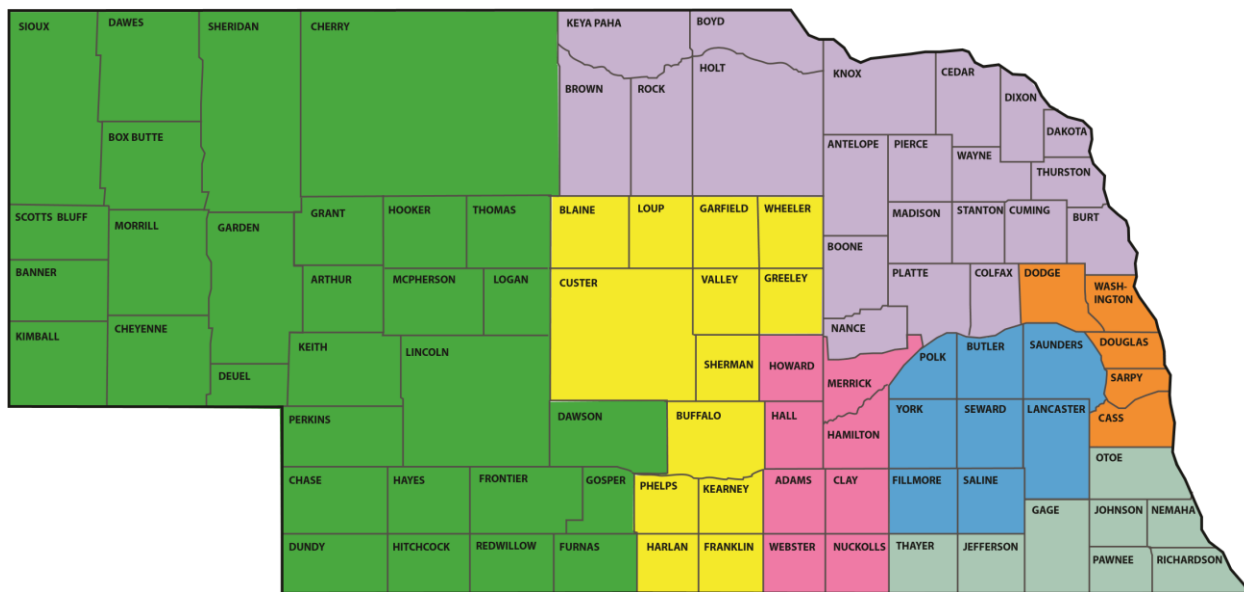 SIOUX
DAWES
SHERIDAN
CHERRY
KEYA PAHA
BOYD
KNOX
CEDAR
DIXON
DAKOTA
BOX BUTTE
BROWN
ROCK
HOLT
ANTELOPE
PIERCE
WAYNE
THURSTON
SCOTTS BLUFF
MORRILL
GARDEN
GRANT
HOOKER
THOMAS
BLAINE
LOUP
GARFIELD
WHEELER
BOONE
MADISON
STANTON
CUMING
BURT
BANNER
ARTHUR
MCPHERSON
LOGAN
CUSTER
VALLEY
GREELEY
PLATTE
COLFAX
DODGE
WASH-
INGTON
KIMBALL
CHEYENNE
DEUEL
KEITH
LINCOLN
SHERMAN
HOWARD
NANCE
MERRICK
POLK
BUTLER
SAUNDERS
DOUGLAS
SARPY
PERKINS
DAWSON
BUFFALO
HALL
HAMILTON
YORK
SEWARD
LANCASTER
CASS
CHASE
HAYES
FRONTIER
GOSPER
PHELPS
KEARNEY
ADAMS
CLAY
FILLMORE
SALINE
OTOE
GAGE
JOHNSON
NEMAHA
DUNDY
HITCHCOCK
REDWILLOW
FURNAS
HARLAN
FRANKLIN
WEBSTER
NUCKOLLS
THAYER
JEFFERSON
PAWNEE
RICHARDSON